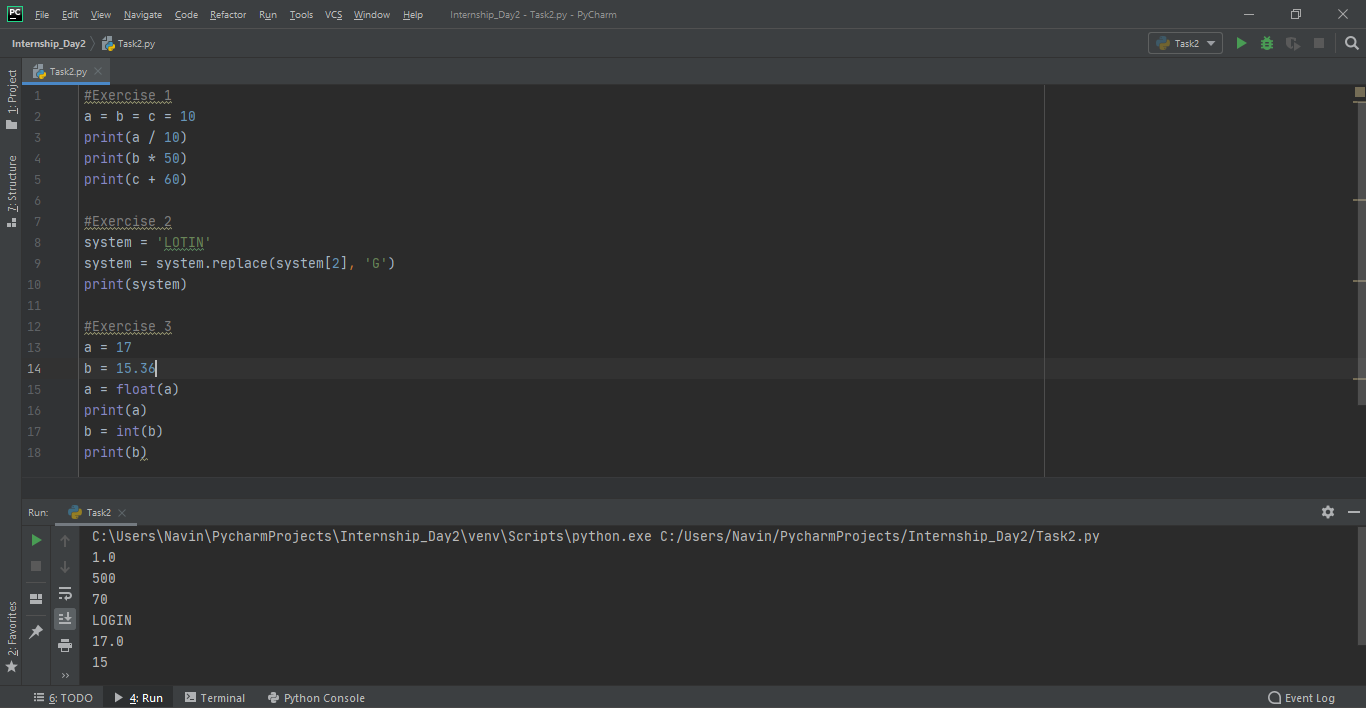 PC File Edit View Navigate Code Refactor Run Tools VCS Window Help Internship_Day2 - Task2.py - PyCharm
Internship_Day2 Task2.py Task2
1: Project
7: Structure
2: Favorites
Task2.py
1 #Exercise 1
2 a = b = c = 10
3 print(a / 10)
4 print(b * 50)
5 print(c + 60)
6
7 #Exercise 2
8 system = 'LOTIN'
9 system = system.replace(system[2], 'G')
10 print(system)
11
12 #Exercise 3
13 a = 17
14 b = 15.36
15 a = float(a)
16 print(a)
17 b = int(b)
18 print(b)
Run: Task2
C:\Users\Navin\PycharmProjects\Internship_Day2\venv\Scripts\python.exe C:/Users/Navin/PycharmProjects/Internship_Day2/Task2.py
1.0
500
70
LOGIN
17.0
15
6: TODO 4: Run Terminal Python Console Event Log